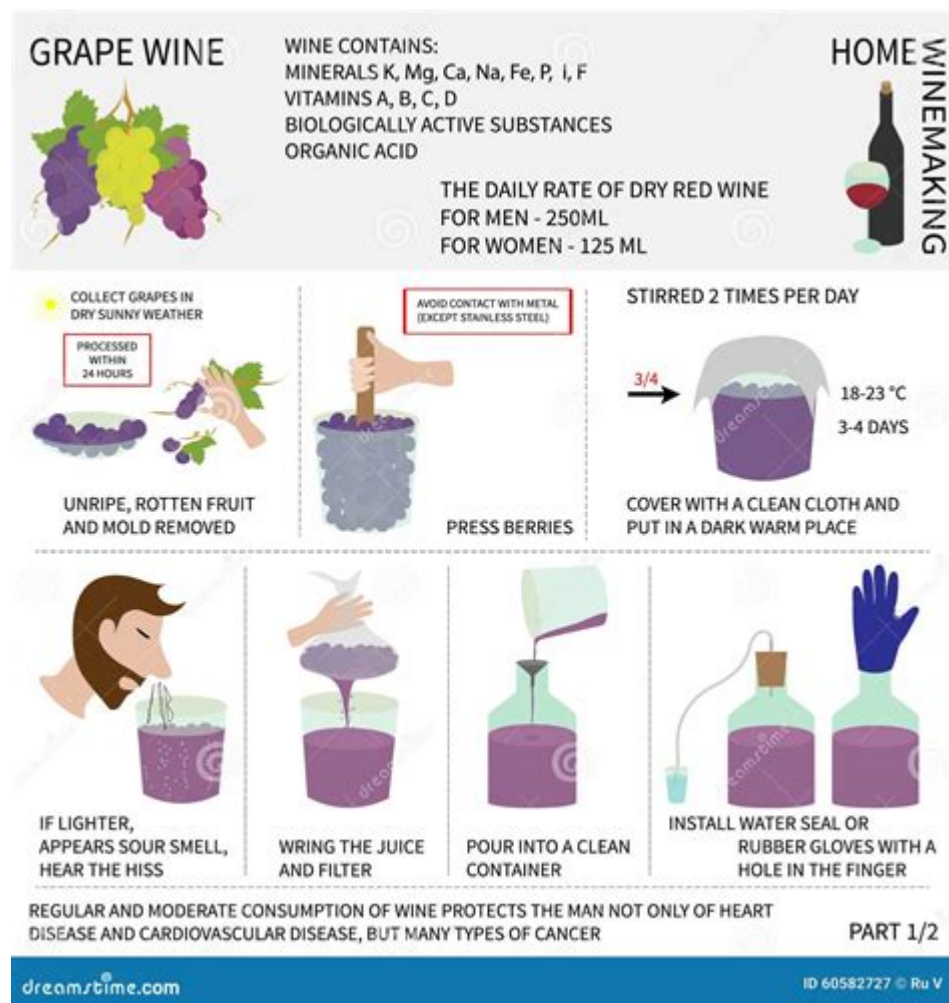 GRAPE WINE
WINE CONTAINS:
MINERALS K, Mg, Ca, Na, Fe, P, i, F
VITAMINS A, B, C, D
BIOLOGICALLY ACTIVE SUBSTANCES
ORGANIC ACID
THE DAILY RATE OF DRY RED WINE
FOR MEN - 250ML
FOR WOMEN - 125 ML
HOME
WINEMAKING
COLLECT GRAPES IN
DRY SUNNY WEATHER
PROCESSED
WITHIN
24 HOURS
UNRIPE, ROTTEN FRUIT
AND MOLD REMOVED
AVOID CONTACT WITH METAL
(EXCEPT STAINLESS STEEL)
PRESS BERRIES
STIRRED 2 TIMES PER DAY
3/4
18-23 °C
3-4 DAYS
COVER WITH A CLEAN CLOTH AND
PUT IN A DARK WARM PLACE
IF LIGHTER,
APPEARS SOUR SMELL,
HEAR THE HISS
WRING THE JUICE
AND FILTER
POUR INTO A CLEAN
CONTAINER
INSTALL WATER SEAL OR
RUBBER GLOVES WITH A
HOLE IN THE FINGER
REGULAR AND MODERATE CONSUMPTION OF WINE PROTECTS THE MAN NOT ONLY OF HEART
DISEASE AND CARDIOVASCULAR DISEASE, BUT MANY TYPES OF CANCER
PART 1/2
dreamstime.com
ID 60582727 © Ru V